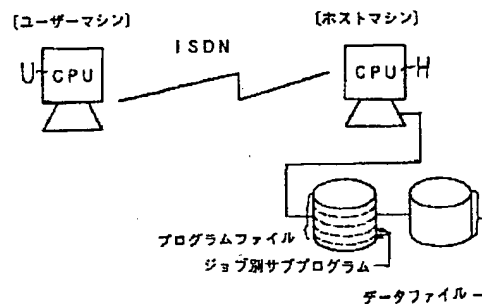 [ユーザーマシン]
[ホストマシン]
ISDN
U
CPU
CPU
H
プログラムファイル
ジョブ別サブプログラム
データファイル